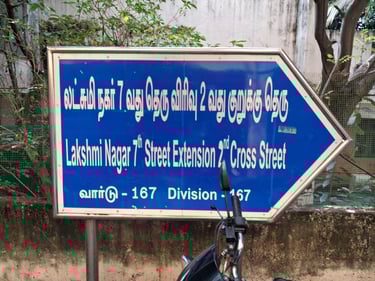 லட்சுமி நகர் 7 வது தெரு விரிவு 2 வது குறுக்கு தெரு
Lakshmi Nagar 7th Street Extension 2nd Cross Street
வார்டு - 167 Division - 167